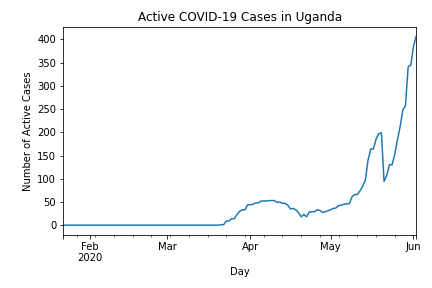 Active COVID-19 Cases in Uganda
Number of Active Cases
400
350
300
250
200
150
100
50
0
Feb Mar Apr May Jun
2020
Day